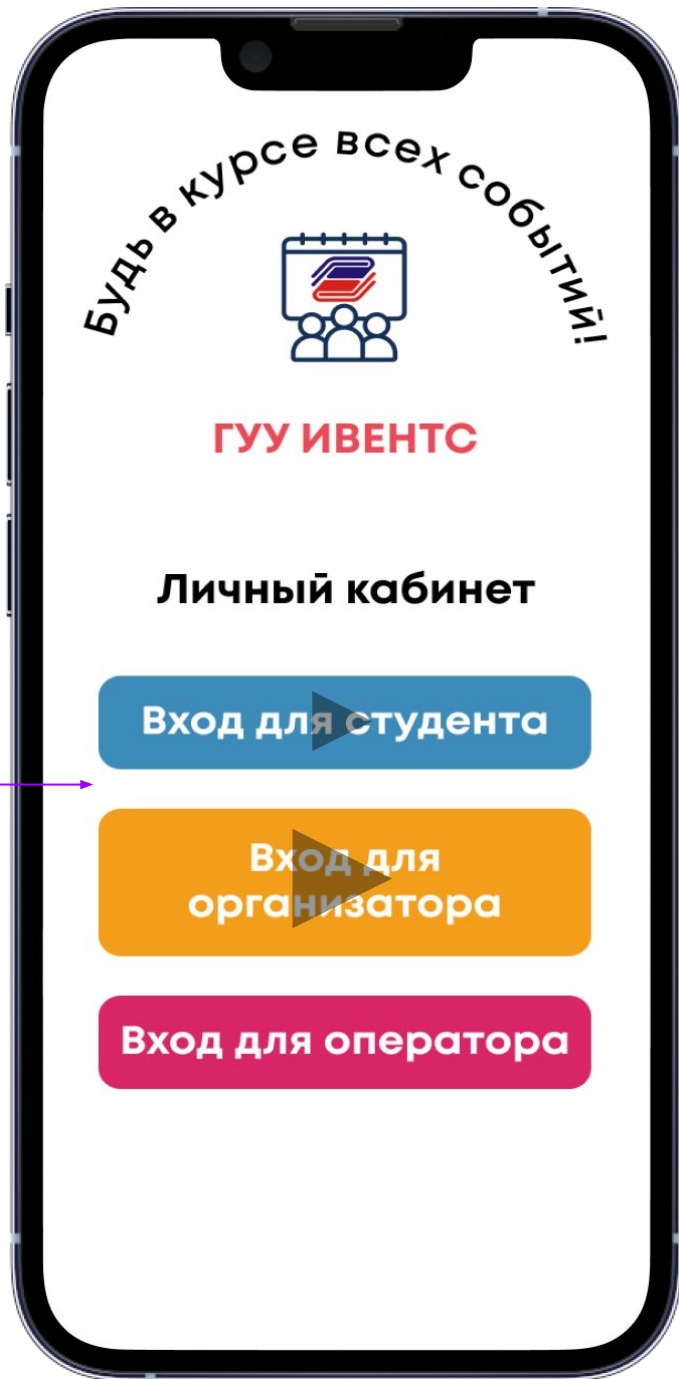 Будь в курсе всех событий!
ГУУ ИВЕНТС
Личный кабинет
Вход для студента
Вход для
организатора
Вход для оператора